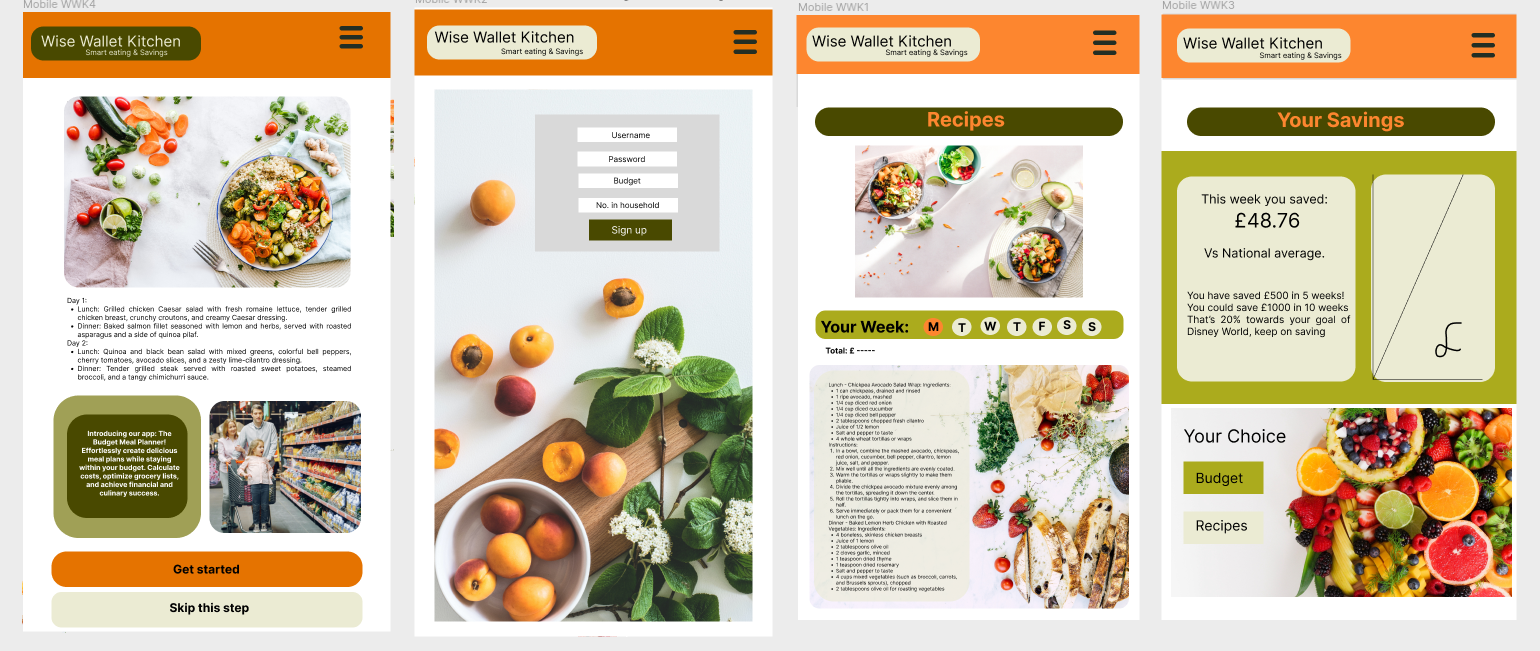 Mobile WWK4
Wise Wallet Kitchen
Smart eating & Savings
Day 1:
• Lunch: Grilled chicken Caesar salad with fresh romaine lettuce, tender grilled
chicken breast, crunchy croutons, and creamy Caesar dressing.
• Dinner: Baked salmon fillet seasoned with lemon and herbs, served with roasted
asparagus and a side of quinoa pilaf.
Day 2:
• Lunch: Quinoa and black bean salad with mixed greens, colorful bell peppers,
cherry tomatoes, avocado slices, and a zesty lime-cilantro dressing.
• Dinner: Tender grilled steak served with roasted sweet potatoes, steamed
broccoli, and a tangy chimichurri sauce.
Introducing our app: The
Budget Meal Planner!
Effortlessly create delicious
meal plans while staying
within your budget. Calculate
costs, optimize grocery lists,
and achieve financial and
culinary success.
Get started
Skip this step
Mobile WWK2
Wise Wallet Kitchen
Smart eating & Savings
Username
Password
Budget
No. in household
Sign up
Mobile WWK1
Wise Wallet Kitchen
Smart eating & Savings
Recipes
Your Week: M T W T F S S
Total: £ -----
Lunch - Chickpea Avocado Salad Wrap: Ingredients:
• 1 can chickpeas, drained and rinsed
• 1 ripe avocado, mashed
• 1/4 cup diced red onion
• 1/4 cup diced cucumber
• 1/4 cup diced bell pepper
• 2 tablespoons chopped fresh cilantro
• Juice of 1/2 lemon
• Salt and pepper to taste
• 4 whole wheat tortillas or wraps
Instructions:
1. In a bowl, combine the mashed avocado, chickpeas,
red onion, cucumber, bell pepper, cilantro, lemon
juice, salt, and pepper.
2. Mix well until all the ingredients are evenly coated.
3. Warm the tortillas or wraps slightly to make them
pliable.
4. Divide the chickpea avocado mixture evenly among
the tortillas, spreading it down the center.
5. Roll the tortillas tightly into wraps, and slice them in
half.
6. Serve immediately or pack them for a convenient
lunch on the go.
Dinner - Baked Lemon Herb Chicken with Roasted
Vegetables: Ingredients:
• 4 boneless, skinless chicken breasts
• Juice of 1 lemon
• 2 tablespoons olive oil
• 2 cloves garlic, minced
• 1 teaspoon dried thyme
• 1 teaspoon dried rosemary
• Salt and pepper to taste
• 4 cups mixed vegetables (such as broccoli, carrots,
and Brussels sprouts), chopped
• 2 tablespoons olive oil for roasting vegetables
Mobile WWK3
Wise Wallet Kitchen
Smart eating & Savings
Your Savings
This week you saved:
£48.76
Vs National average.
You have saved £500 in 5 weeks!
You could save £1000 in 10 weeks
That's 20% towards your goal of
Disney World, keep on saving
£
Your Choice
Budget
Recipes